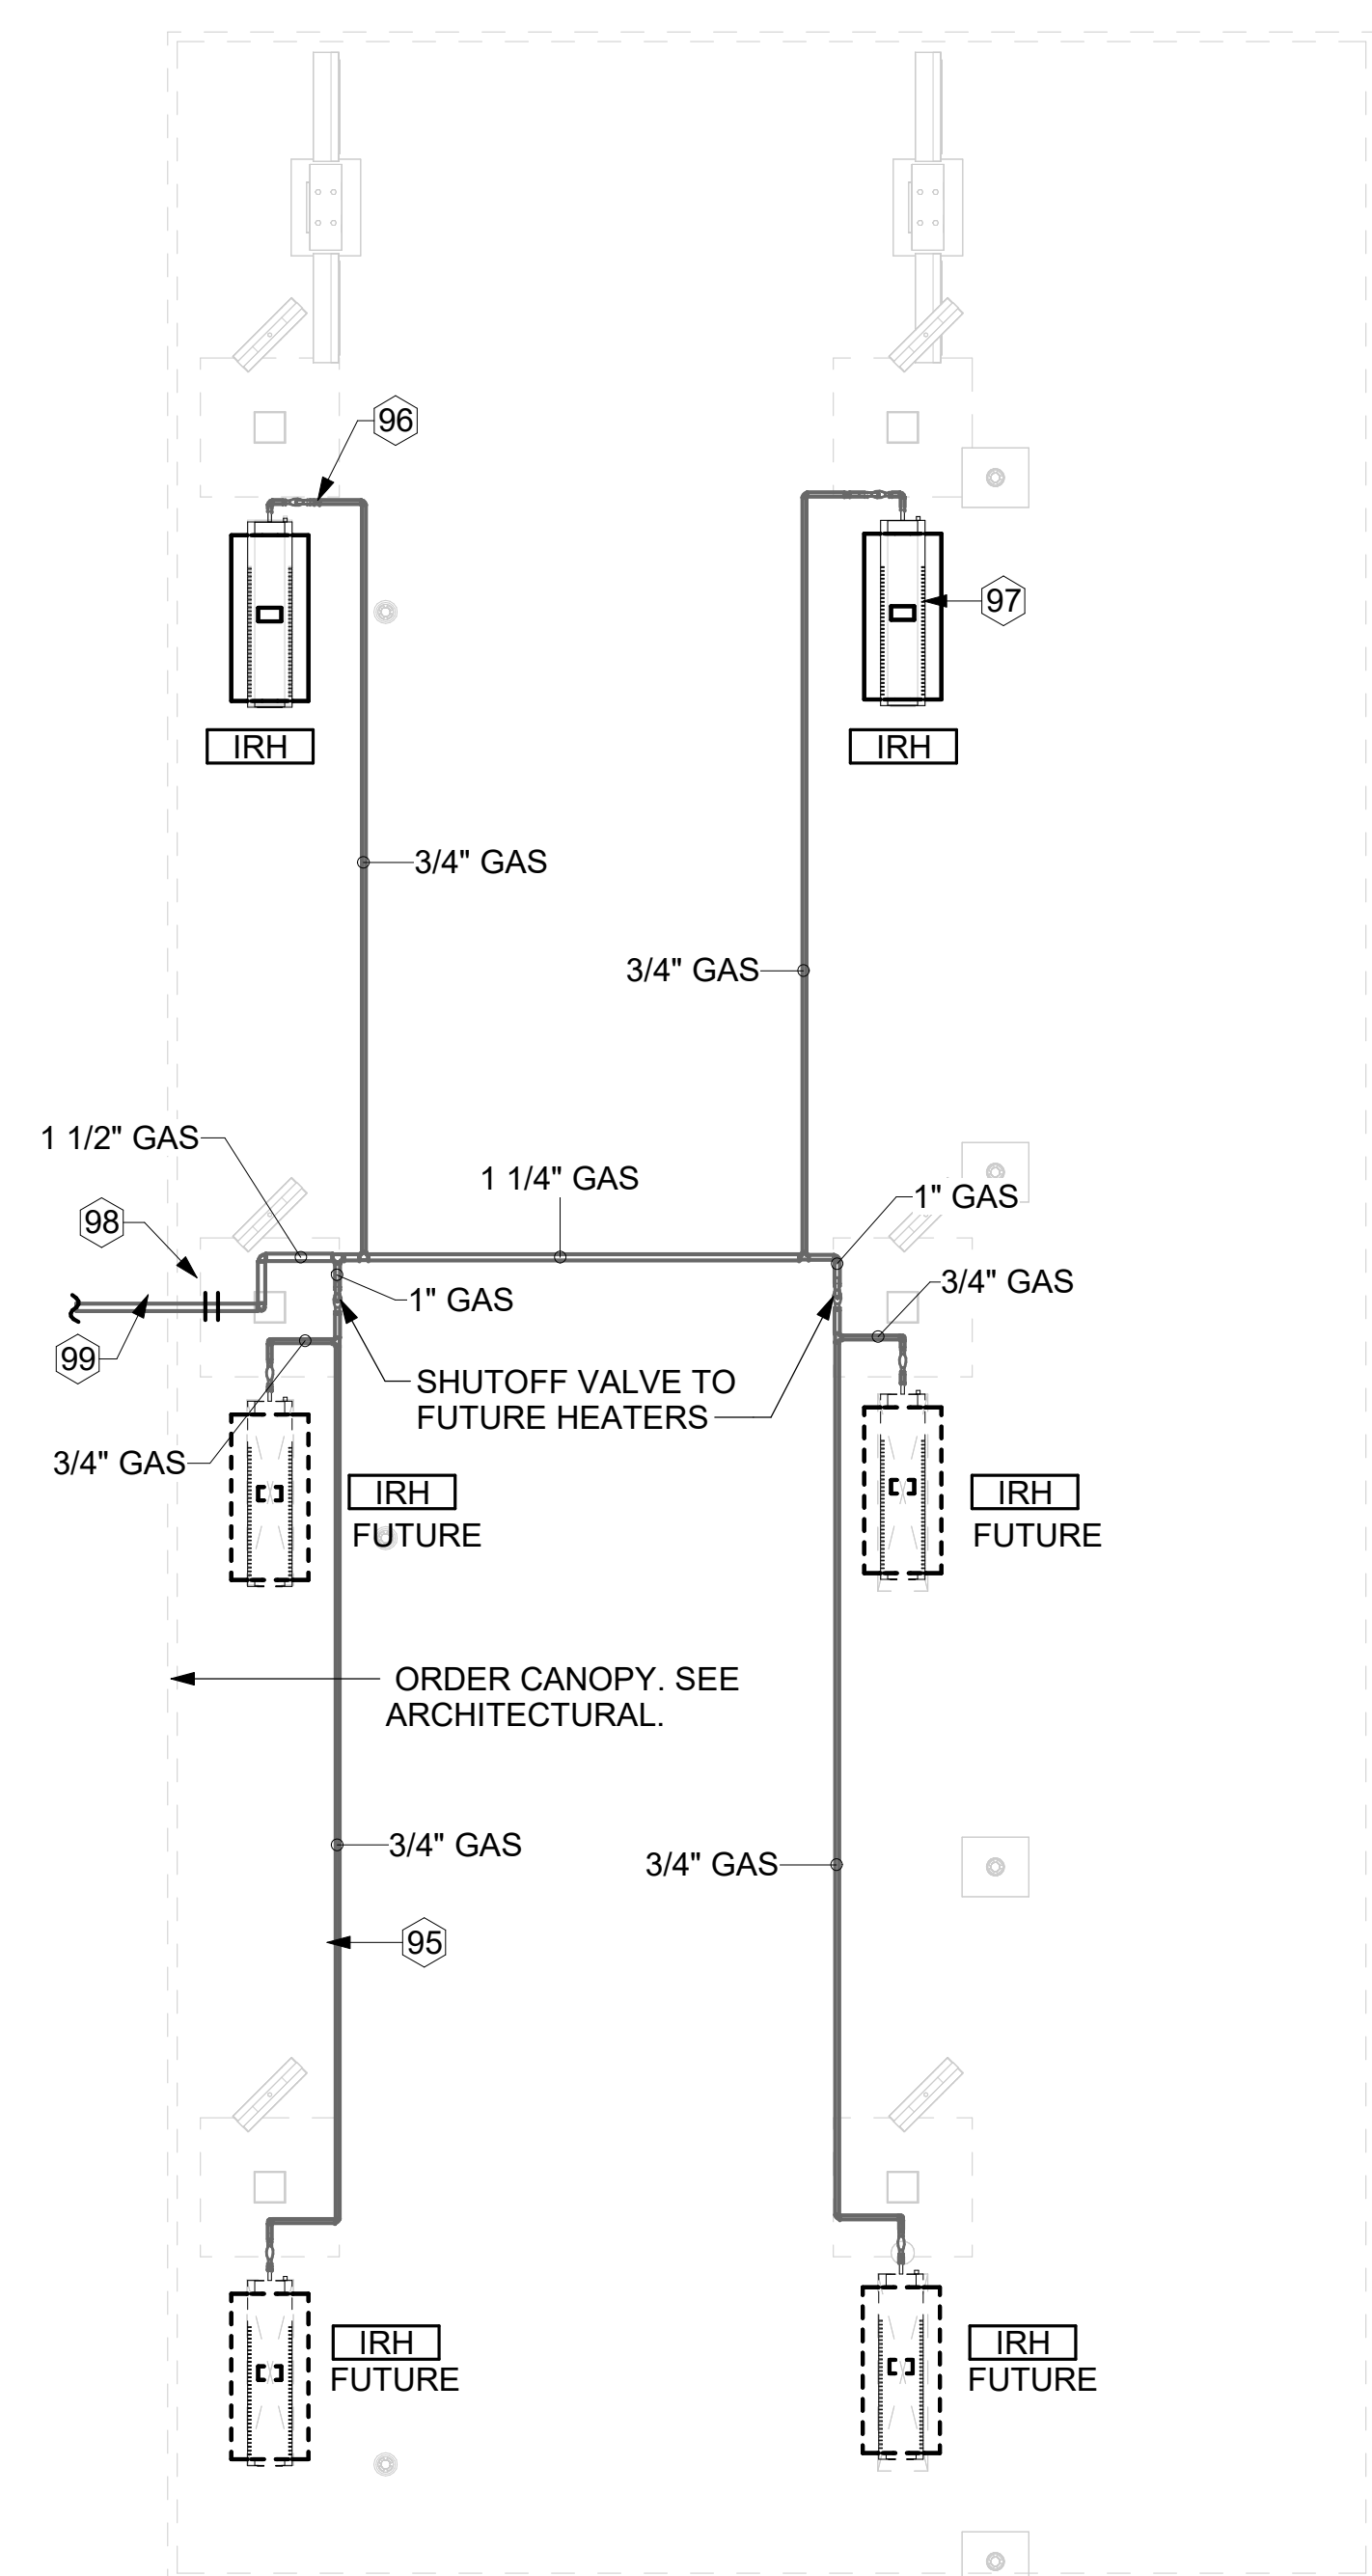 96
97
IRH
IRH
3/4" GAS
3/4" GAS
1 1/2" GAS
1 1/4" GAS
1" GAS
98
3/4" GAS
1" GAS
99
SHUTOFF VALVE TO
FUTURE HEATERS
3/4" GAS
IRH
FUTURE
IRH
FUTURE
ORDER CANOPY. SEE
ARCHITECTURAL.
3/4" GAS
3/4" GAS
95
IRH
FUTURE
IRH
FUTURE